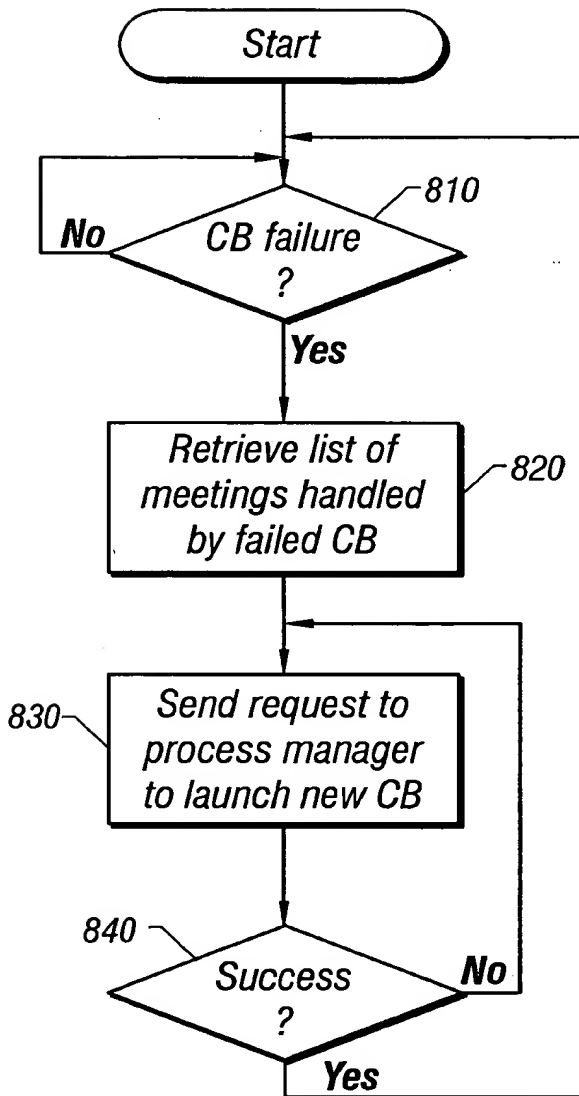 Start
810
CB failure
?
No
Yes
Retrieve list of
meetings handled
by failed CB
820
Send request to
process manager
to launch new CB
830
840
Success
?
No
Yes